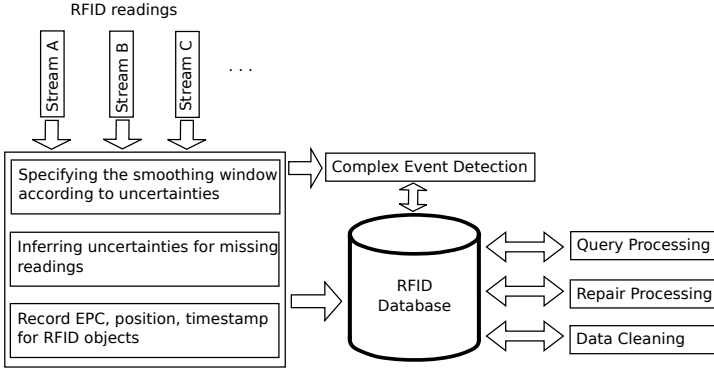 RFID readings
Stream A
Stream B
Stream C
. . .
Specifying the smoothing window
according to uncertainties
Complex Event Detection
Inferring uncertainties for missing
readings
RFID
Database
Query Processing
Repair Processing
Record EPC, position, timestamp
for RFID objects
Data Cleaning